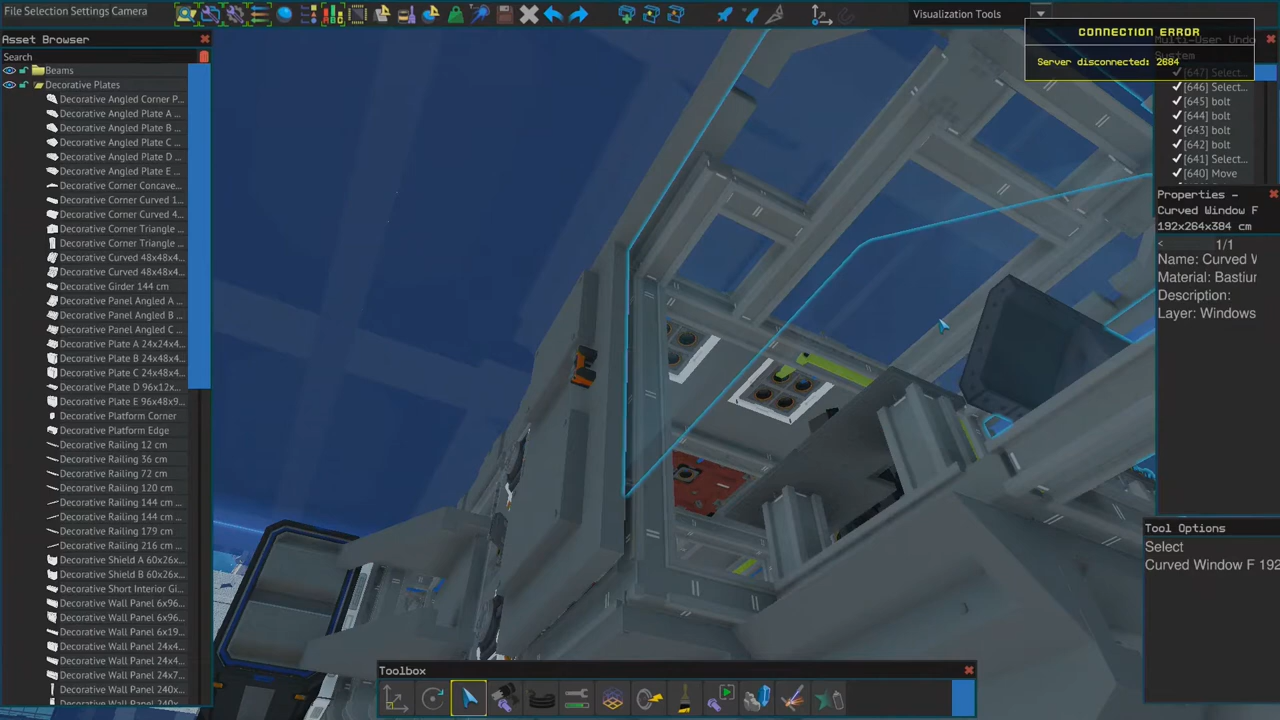 File Selection Settings Camera
Visualization Tools
CONNECTION ERROR
Server disconnected: 2684
Asset Browser
Search
Beams
Decorative Plates
Decorative Angled Corner P...
Decorative Angled Plate A ...
Decorative Angled Plate B ...
Decorative Angled Plate C ...
Decorative Angled Plate D ...
Decorative Angled Plate E ...
Decorative Corner Concave...
Decorative Corner Curved 1...
Decorative Corner Curved 4...
Decorative Corner Triangle ...
Decorative Corner Triangle ...
Decorative Curved 48x48x4...
Decorative Curved 48x48x4...
Decorative Girder 144 cm
Decorative Panel Angled A ...
Decorative Panel Angled B ...
Decorative Panel Angled C ...
Decorative Plate A 24x24x4...
Decorative Plate B 24x48x4...
Decorative Plate C 24x48x4...
Decorative Plate D 96x12x...
Decorative Plate E 96x48x9...
Decorative Platform Corner
Decorative Platform Edge
Decorative Railing 12 cm
Decorative Railing 36 cm
Decorative Railing 72 cm
Decorative Railing 120 cm
Decorative Railing 144 cm ...
Decorative Railing 144 cm ...
Decorative Railing 179 cm
Decorative Railing 216 cm ...
Decorative Shield A 60x26x...
Decorative Shield B 60x26x...
Decorative Short Interior Gi...
Decorative Wall Panel 6x96...
Decorative Wall Panel 6x96...
Decorative Wall Panel 6x19...
Decorative Wall Panel 24x4...
Decorative Wall Panel 24x4...
Decorative Wall Panel 24x7...
Decorative Wall Panel 240x...
Multi-User Undo
System
[647] Select...
[646] Select...
[645] bolt
[644] bolt
[643] bolt
[642] bolt
[641] Select...
[640] Move
Properties -
Curved Window F
192x264x384 cm
< 1/1
Name: Curved W
Material: Bastiur
Description:
Layer: Windows
Tool Options
Select
Curved Window F 192
Toolbox